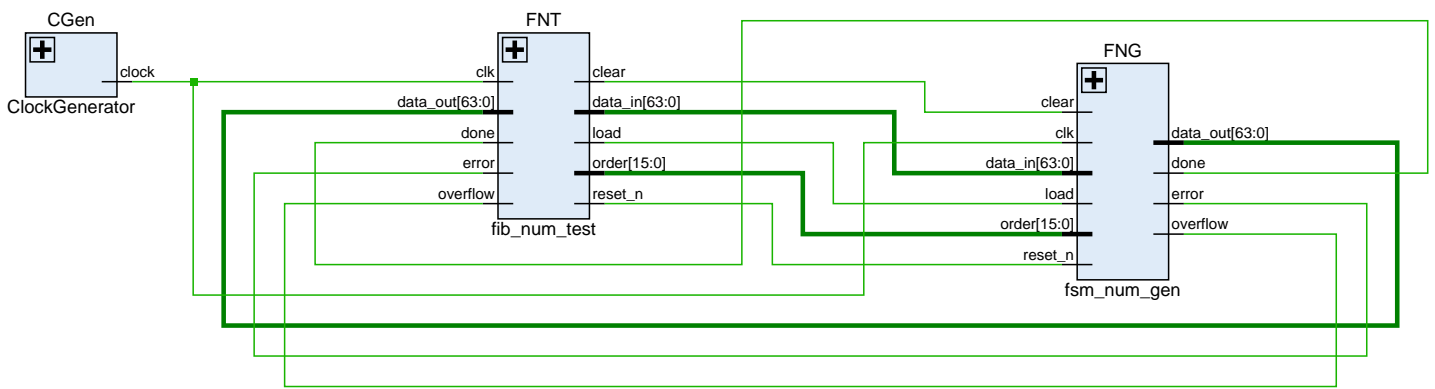 CGen
clock
ClockGenerator
FNT
clk
data_out[63:0]
done
error
overflow
clear
data_in[63:0]
load
order[15:0]
reset_n
fib_num_test
FNG
clear
clk
data_in[63:0]
load
order[15:0]
reset_n
data_out[63:0]
done
error
overflow
fsm_num_gen